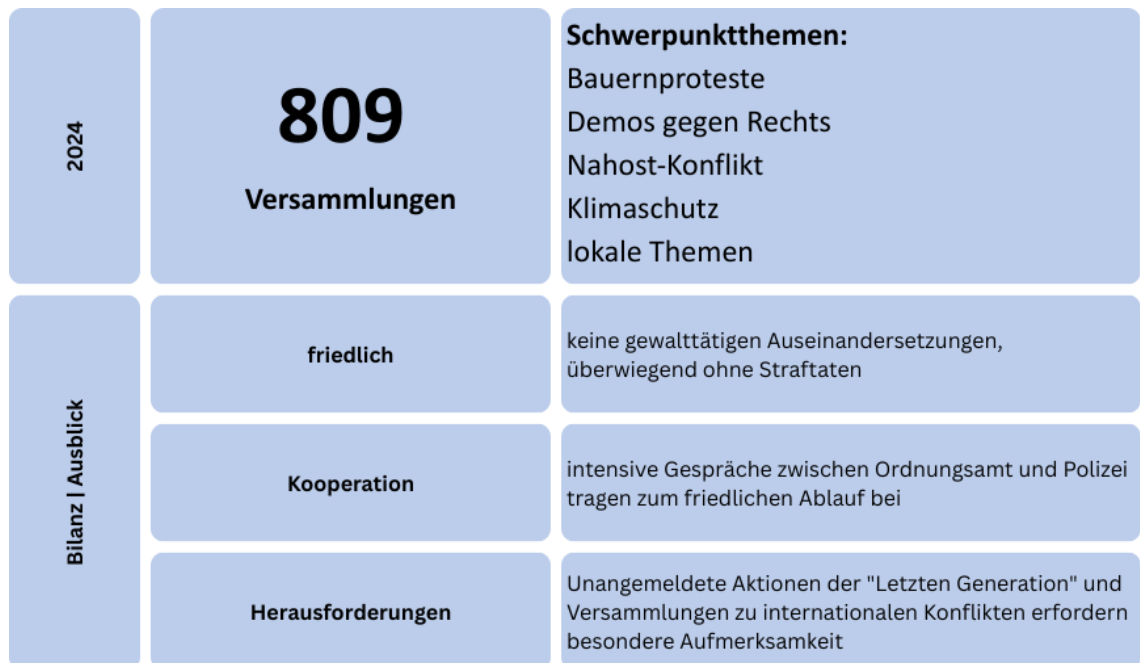 2024
809
Versammlungen
Schwerpunktthemen:
Bauernproteste
Demos gegen Rechts
Nahost-Konflikt
Klimaschutz
lokale Themen
Bilanz | Ausblick
friedlich
keine gewalttätigen Auseinandersetzungen,
überwiegend ohne Straftaten
Kooperation
intensive Gespräche zwischen Ordnungsamt und Polizei
tragen zum friedlichen Ablauf bei
Herausforderungen
Unangemeldete Aktionen der "Letzten Generation" und
Versammlungen zu internationalen Konflikten erfordern
besondere Aufmerksamkeit